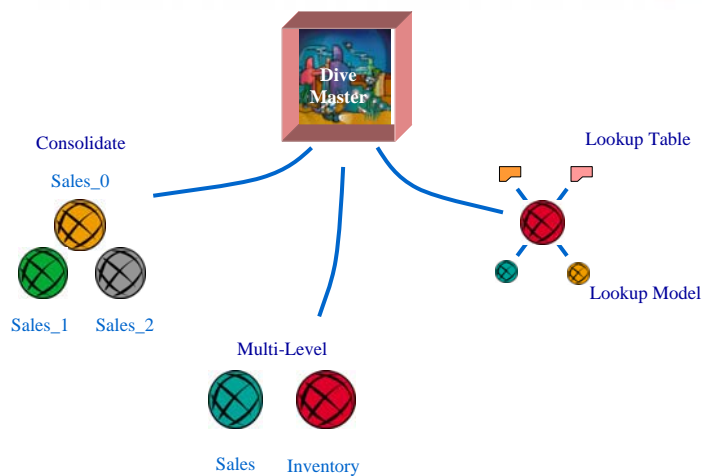 Dive
Master
Consolidate
Lookup Table
Sales_0
Lookup Model
Sales_1
Sales_2
Multi-Level
Sales
Inventory